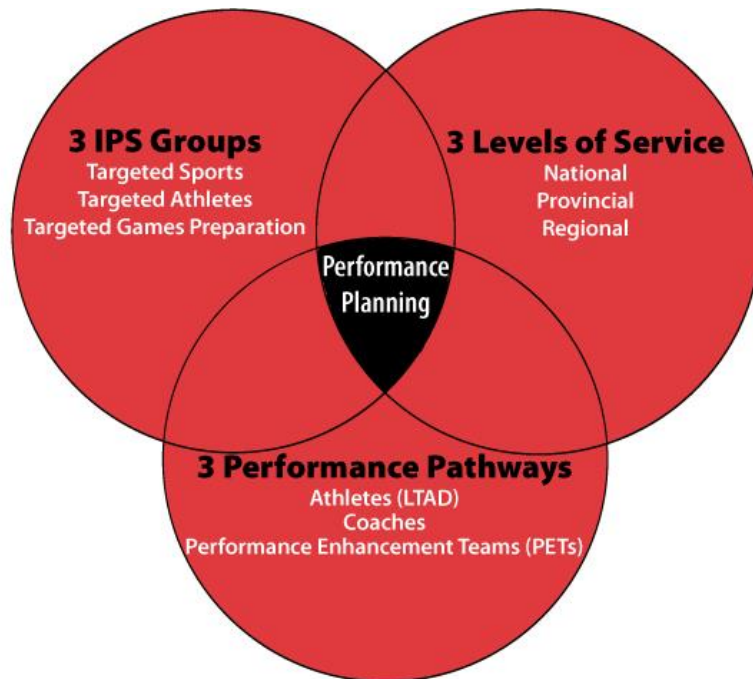 3 IPS Groups
Targeted Sports
Targeted Athletes
Targeted Games Preparation
3 Levels of Service
National
Provincial
Regional
Performance
Planning
3 Performance Pathways
Athletes (LTAD)
Coaches
Performance Enhancement Teams (PETs)